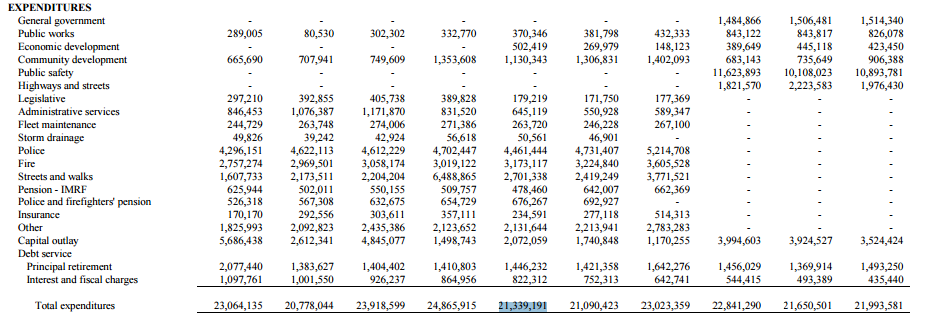 EXPENDITURES
General government - - - - - - - 1,484,866 1,506,481 1,514,340
Public works 289,005 80,530 302,302 332,770 370,346 381,798 432,333 843,122 843,817 826,078
Economic development - - - - 502,419 269,979 148,123 389,649 445,118 423,450
Community development 665,690 707,941 749,609 1,353,608 1,130,343 1,306,831 1,402,093 683,143 735,649 906,388
Public safety - - - - - - - 11,623,893 10,108,023 10,893,781
Highways and streets - - - - - - - 1,821,570 2,223,583 1,976,430
Legislative 297,210 392,855 405,738 389,828 179,219 171,750 177,369 - - -
Administrative services 846,453 1,076,387 1,171,870 831,520 645,119 550,928 589,347 - - -
Fleet maintenance 244,729 263,748 274,006 271,386 263,720 246,228 267,100 - - -
Storm drainage 49,826 39,242 42,924 56,618 50,561 46,901 - - -
Police 4,296,151 4,622,113 4,612,229 4,702,447 4,461,444 4,731,407 5,214,708 - - -
Fire 2,757,274 2,969,501 3,058,174 3,019,122 3,173,117 3,224,840 3,605,528 - - -
Streets and walks 1,607,733 2,173,511 2,204,204 6,488,865 2,701,338 2,419,249 3,771,521 - - -
Pension - IMRF 625,944 502,011 550,155 509,757 478,460 642,007 662,369 - - -
Police and firefighters' pension 526,318 567,308 632,675 654,729 676,267 692,927 - - - -
Insurance 170,170 292,556 303,611 357,111 234,591 277,118 514,313 - - -
Other 1,825,993 2,092,823 2,435,386 2,123,652 2,131,644 2,213,941 2,783,283 - - -
Capital outlay 5,686,438 2,612,341 4,845,077 1,498,743 2,072,059 1,740,848 1,170,255 3,994,603 3,924,527 3,524,424
Debt service
Principal retirement 2,077,440 1,383,627 1,404,402 1,410,803 1,446,232 1,421,358 1,642,276 1,456,029 1,369,914 1,493,250
Interest and fiscal charges 1,097,761 1,001,550 926,237 864,956 822,312 752,313 642,741 544,415 493,389 435,440
Total expenditures 23,064,135 20,778,044 23,918,599 24,865,915 21,339,191 21,090,423 23,023,359 22,841,290 21,650,501 21,993,581